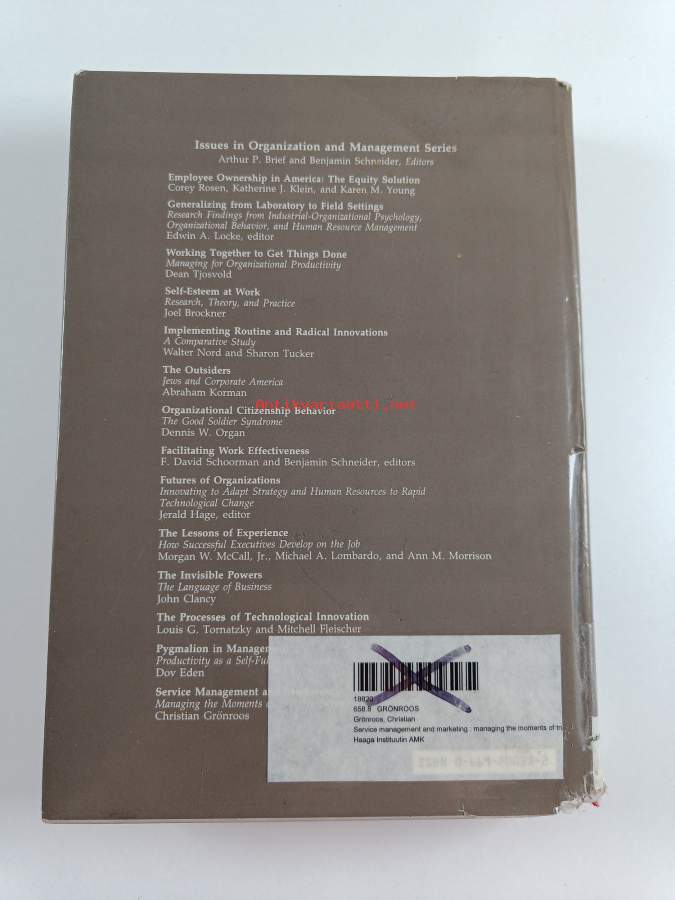 Issues in Organization and Management Series
Arthur P. Brief and Benjamin Schneider, Editors
Employee Ownership in America: The Equity Solution
Corey Rosen, Katherine J. Klein, and Karen M. Young
Generalizing from Laboratory to Field Settings
Research Findings from Industrial-Organizational Psychology,
Organizational Behavior, and Human Resource Management
Edwin A. Locke, editor
Working Together to Get Things Done
Managing for Organizational Productivity
Dean Tjosvold
Self-Esteem at Work
Research, Theory, and Practice
Joel Brockner
Implementing Routine and Radical Innovations
A Comparative Study
Walter Nord and Sharon Tucker
The Outsiders
Jews and Corporate America
Abraham Korman
Antikvariaatti.net
Organizational Citizenship Behavior
The Good Soldier Syndrome
Dennis W. Organ
Facilitating Work Effectiveness
F. David Schoorman and Benjamin Schneider, editors
Futures of Organizations
Innovating to Adapt Strategy and Human Resources to Rapid
Technological Change
Jerald Hage, editor
The Lessons of Experience
How Successful Executives Develop on the Job
Morgan W. McCall, Jr., Michael A. Lombardo, and Ann M. Morrison
The Invisible Powers
The Language of Business
John Clancy
The Processes of Technological Innovation
Louis G. Tornatzky and Mitchell Fleischer
Pygmalion in Manage
Productivity as a Self-Ful
Dov Eden
Service Management a
Managing the Moments
Christian Grönroos
18820
658.8 GRÖNROOS
Grönroos, Christian
Service management and marketing : managing the moments of tr
Haaga Instituutin AMK